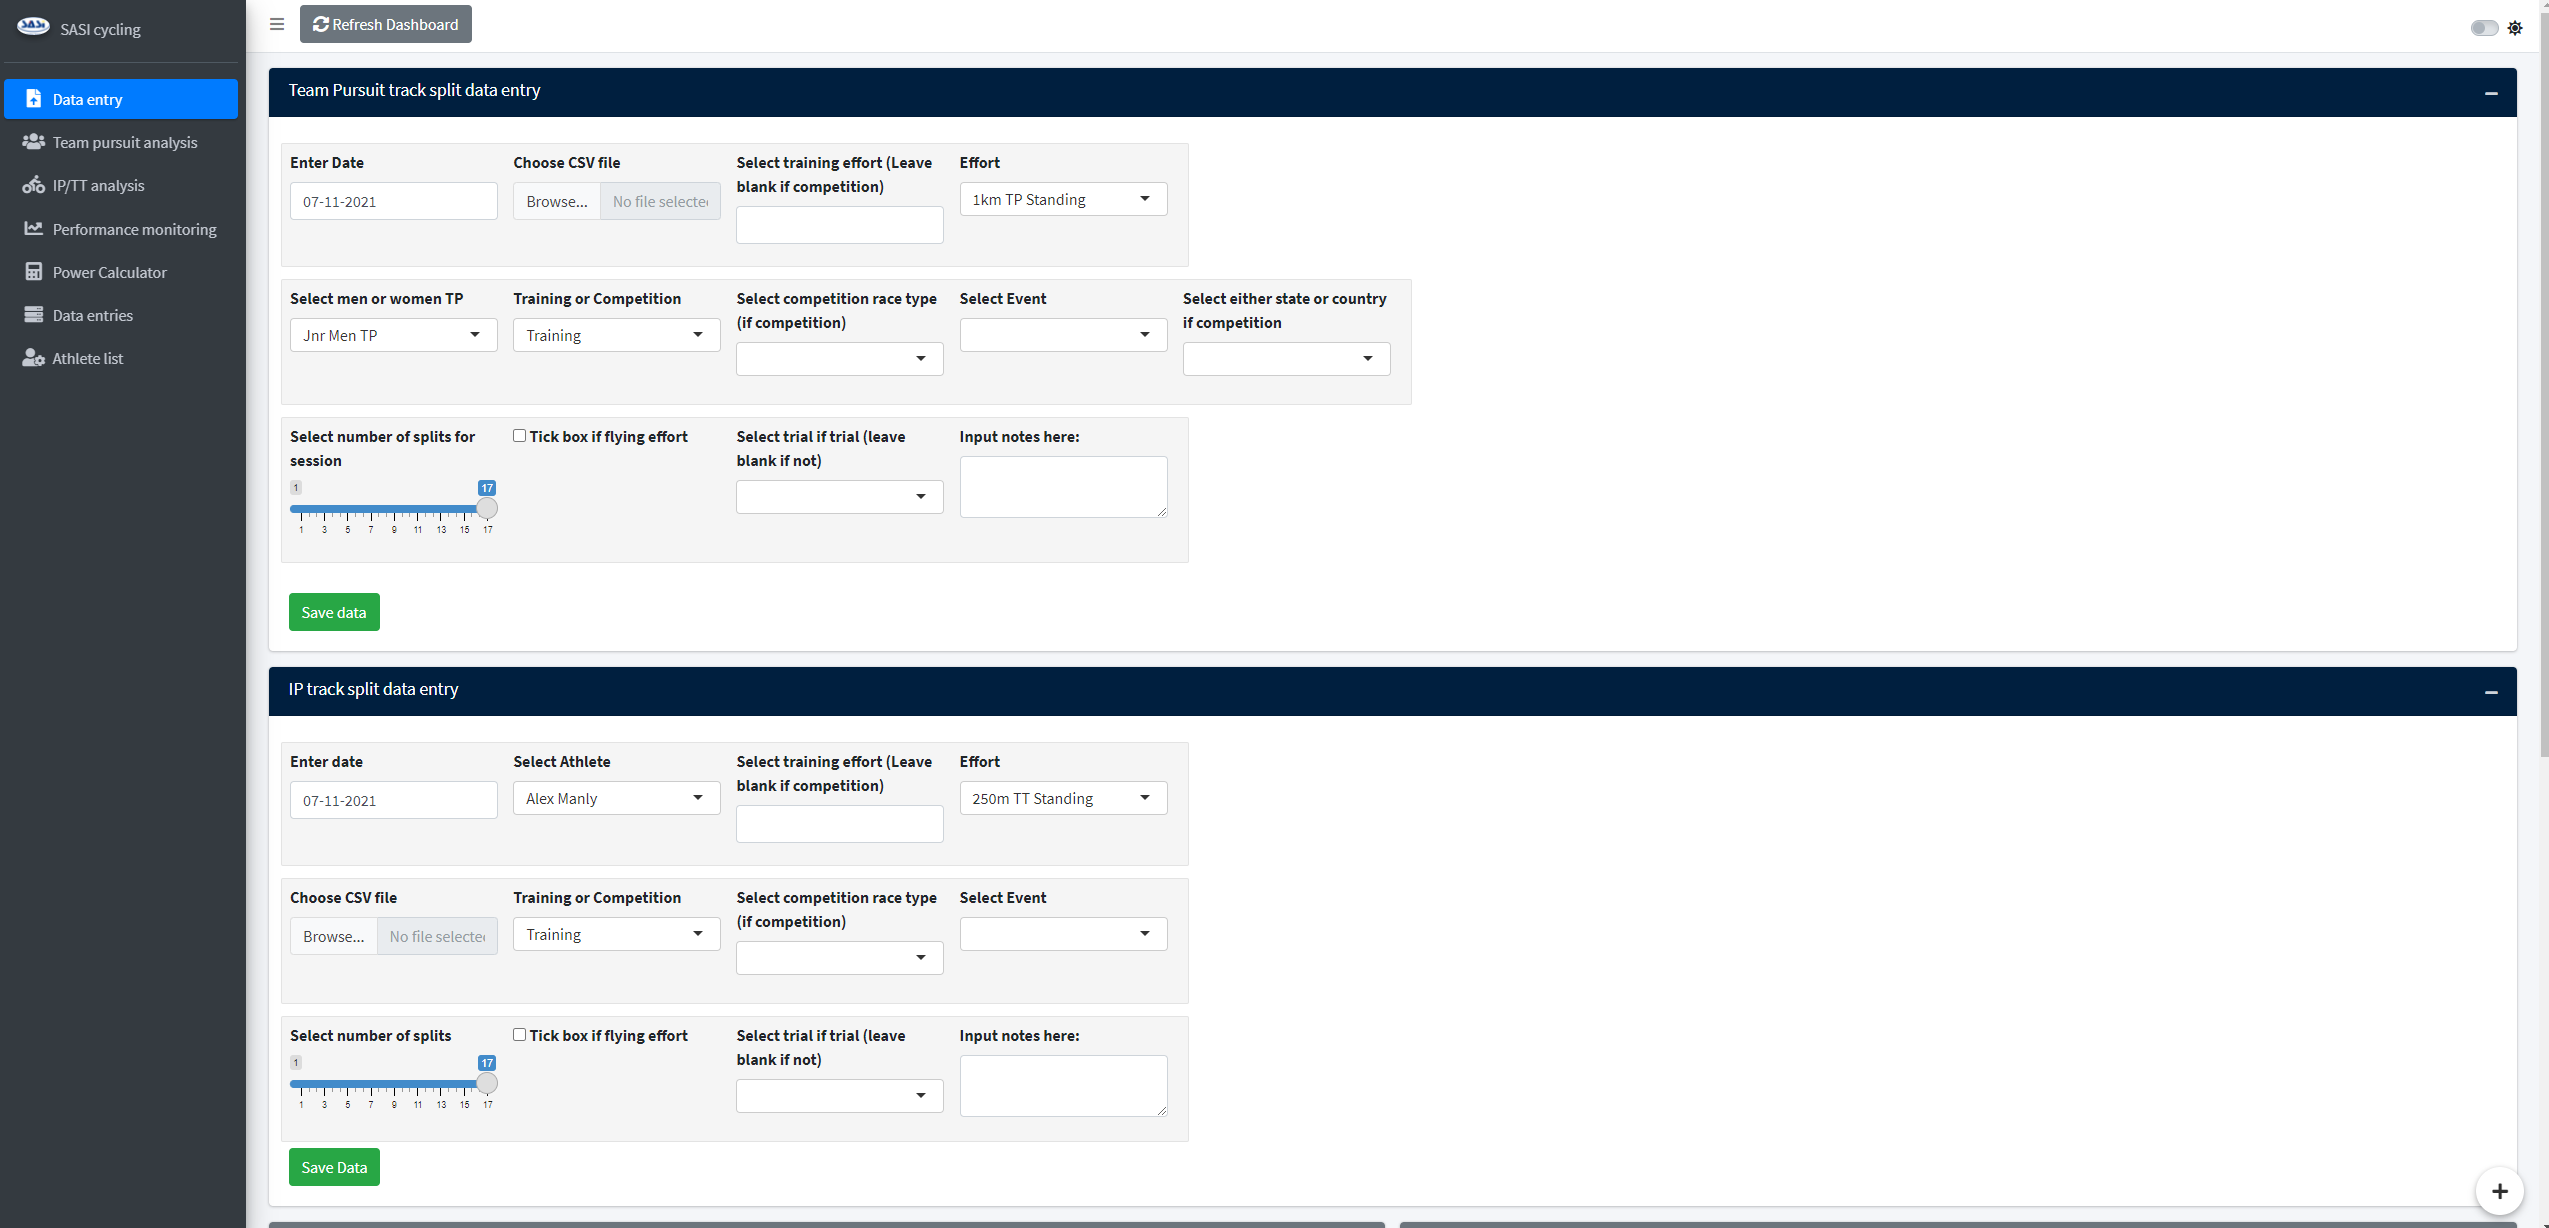 SASI
SASI cycling
Refresh Dashboard
Data entry
Team pursuit analysis
IP/TT analysis
Performance monitoring
Power Calculator
Data entries
Athlete list
Team Pursuit track split data entry
Enter Date
Choose CSV file
Select training effort (Leave
blank if competition)
Effort
07-11-2021
Browse...
No file selected
1km TP Standing
Select men or women TP
Training or Competition
Select competition race type
(if competition)
Select Event
Select either state or country
if competition
Jnr Men TP
Training
Select number of splits for
session
Tick box if flying effort
Select trial if trial (leave
blank if not)
Input notes here:
1 17
1 3 5 7 9 11 13 15 17
Save data
IP track split data entry
Enter date
Select Athlete
Select training effort (Leave
blank if competition)
Effort
07-11-2021
Alex Manly
250m TT Standing
Choose CSV file
Training or Competition
Select competition race type
(if competition)
Select Event
Browse...
No file selected
Training
Select number of splits
Tick box if flying effort
Select trial if trial (leave
blank if not)
Input notes here:
1 17
1 3 5 7 9 11 13 15 17
Save Data